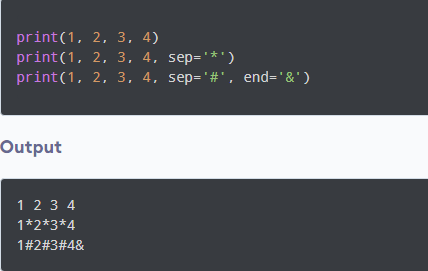 print(1, 2, 3, 4)
print(1, 2, 3, 4, sep='*')
print(1, 2, 3, 4, sep='#', end='&')
Output
1 2 3 4
1*2*3*4
1#2#3#4&